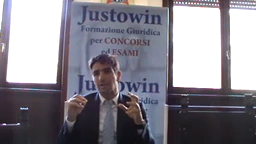 Justowin
Formazione Giuridica
per CONCORSI
ed ESAMI
Justowin
Giuridica